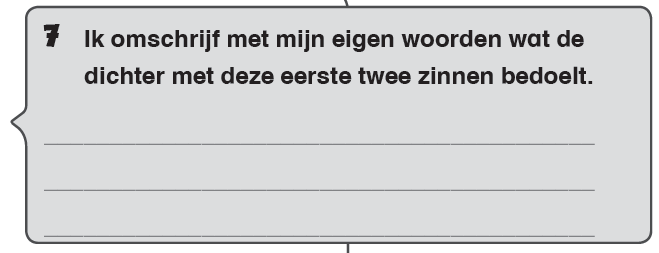 7 Ik omschrijf met mijn eigen woorden wat de
dichter met deze eerste twee zinnen bedoelt.